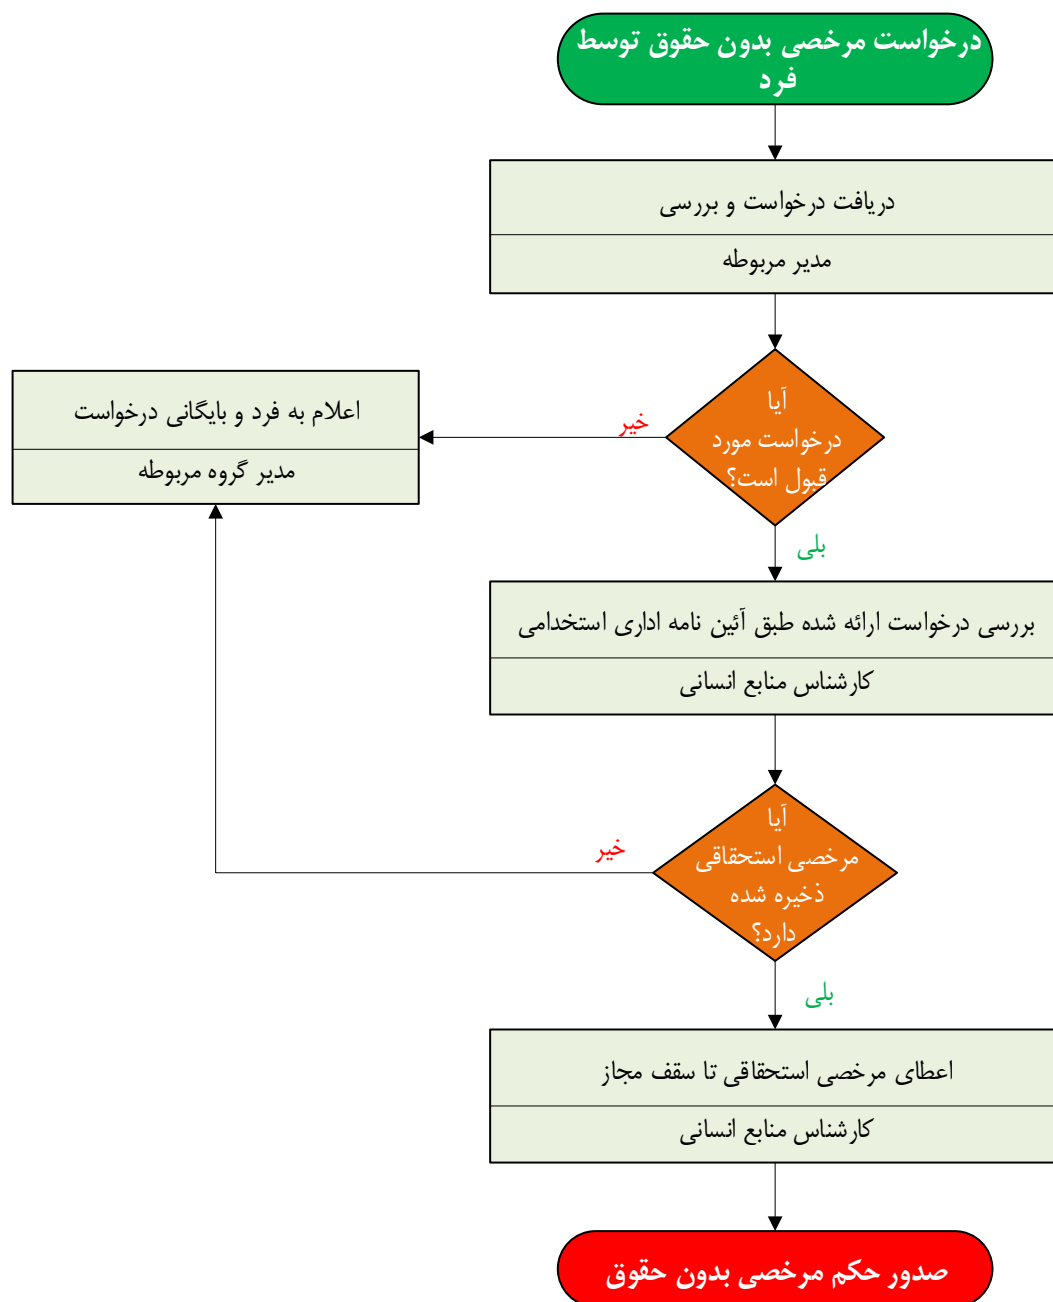 درخواست مرخصی بدون حقوق توسط
فرد
دریافت درخواست و بررسی
مدیر مربوطه
آیا
درخواست مورد
قبول است؟
خیر
اعلام به فرد و بایگانی درخواست
مدیر گروه مربوطه
بلی
بررسی درخواست ارائه شده طبق آئین نامه اداری استخدامی
کارشناس منابع انسانی
آیا
مرخصی استحقاقی
ذخیره شده
دارد؟
خیر
بلی
اعطای مرخصی استحقاقی تا سقف مجاز
کارشناس منابع انسانی
صدور حکم مرخصی بدون حقوق